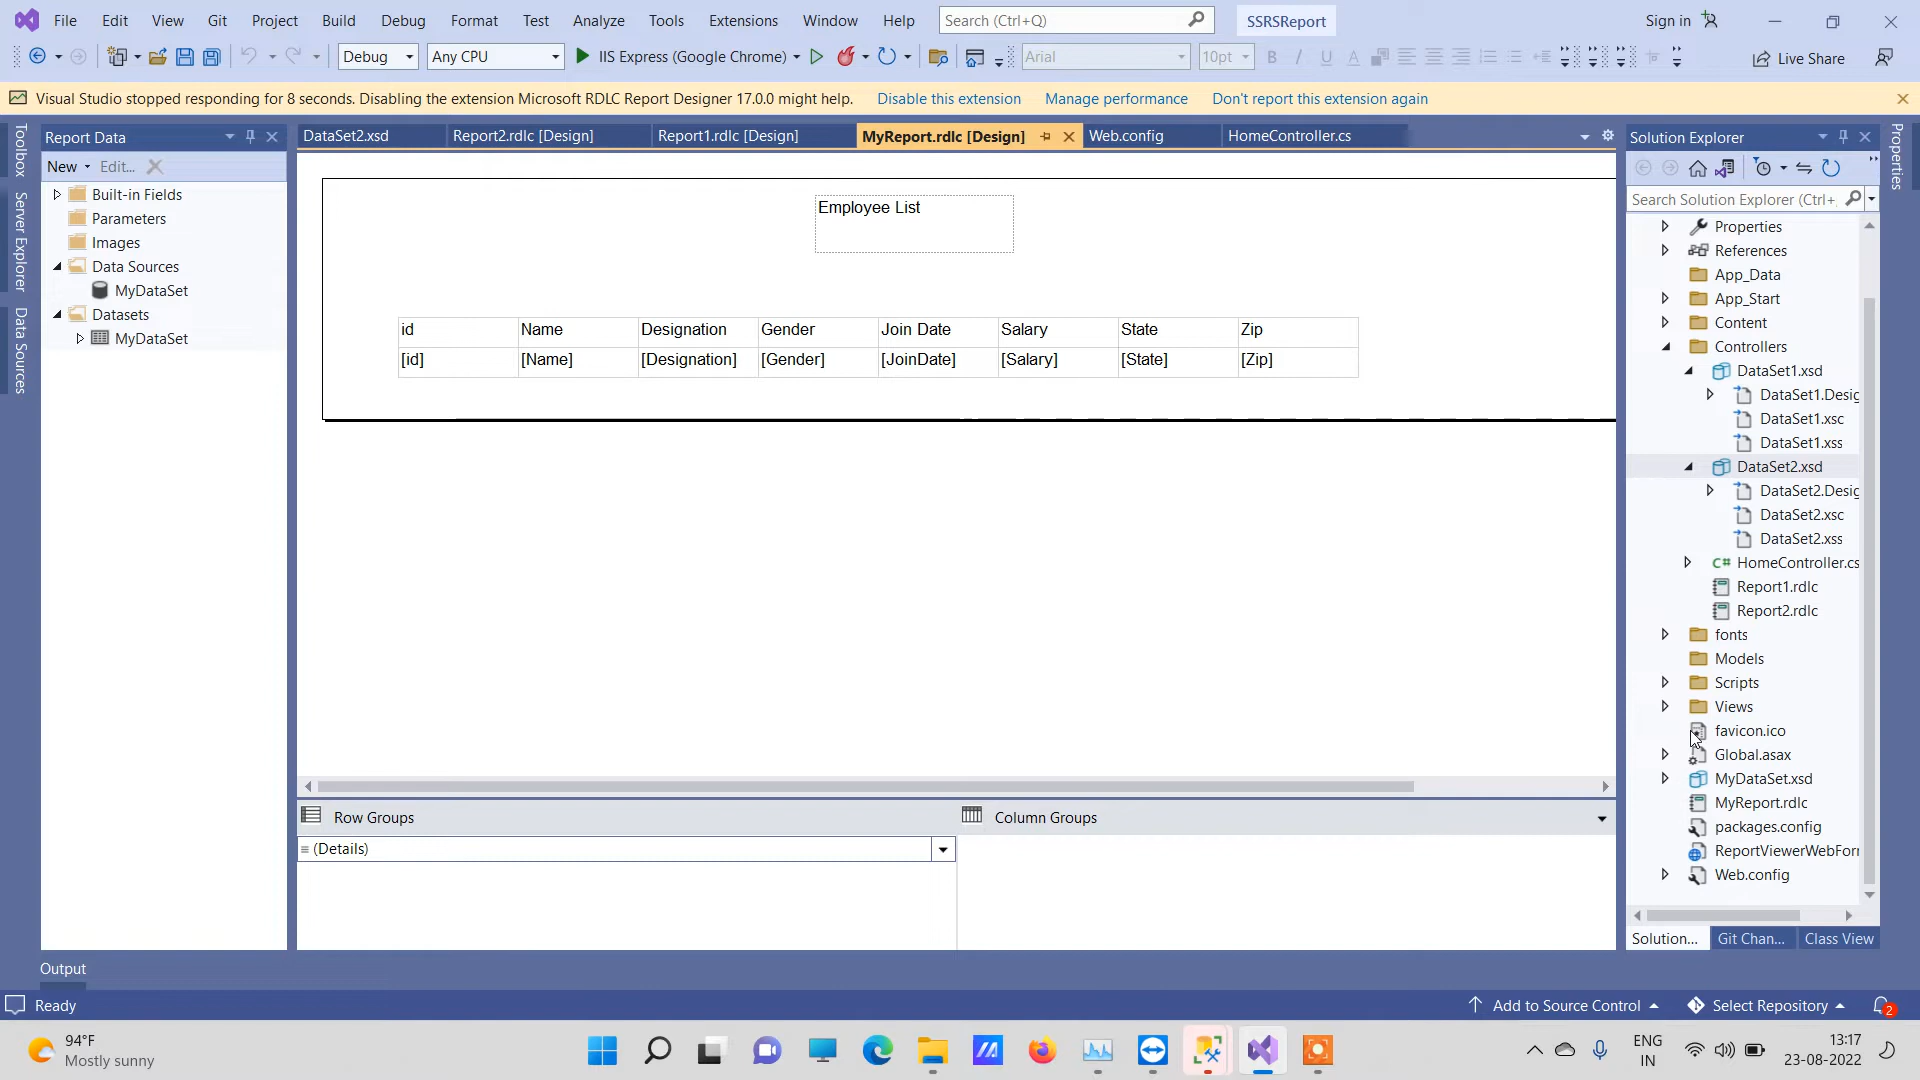 File Edit View Git Project Build Debug Format Test Analyze Tools Extensions Window Help Search (Ctrl+Q) SSRSReport Sign in
Debug Any CPU IIS Express (Google Chrome) Arial 10pt B I U A Live Share
Visual Studio stopped responding for 8 seconds. Disabling the extension Microsoft RDLC Report Designer 17.0.0 might help. Disable this extension Manage performance Don't report this extension again
Toolbox
Server Explorer
Data Sources
Report Data
New Edit...
Built-in Fields
Parameters
Images
Data Sources
MyDataSet
Datasets
MyDataSet
DataSet2.xsd Report2.rdlc [Design] Report1.rdlc [Design] MyReport.rdlc [Design] Web.config HomeController.cs
Employee List
id Name Designation Gender Join Date Salary State Zip
[id] [Name] [Designation] [Gender] [JoinDate] [Salary] [State] [Zip]
Row Groups Column Groups
(Details)
Solution Explorer
Search Solution Explorer (Ctrl+
Properties
References
App_Data
App_Start
Content
Controllers
DataSet1.xsd
DataSet1.Desig
DataSet1.xsc
DataSet1.xss
DataSet2.xsd
DataSet2.Desig
DataSet2.xsc
DataSet2.xss
C# HomeController.cs
Report1.rdlc
Report2.rdlc
fonts
Models
Scripts
Views
favicon.ico
Global.asax
MyDataSet.xsd
MyReport.rdlc
packages.config
ReportViewerWebForr
Web.config
Solution... Git Chan... Class View
Properties
Output
Ready Add to Source Control Select Repository 2
94°F
Mostly sunny
ENG
IN
13:17
23-08-2022